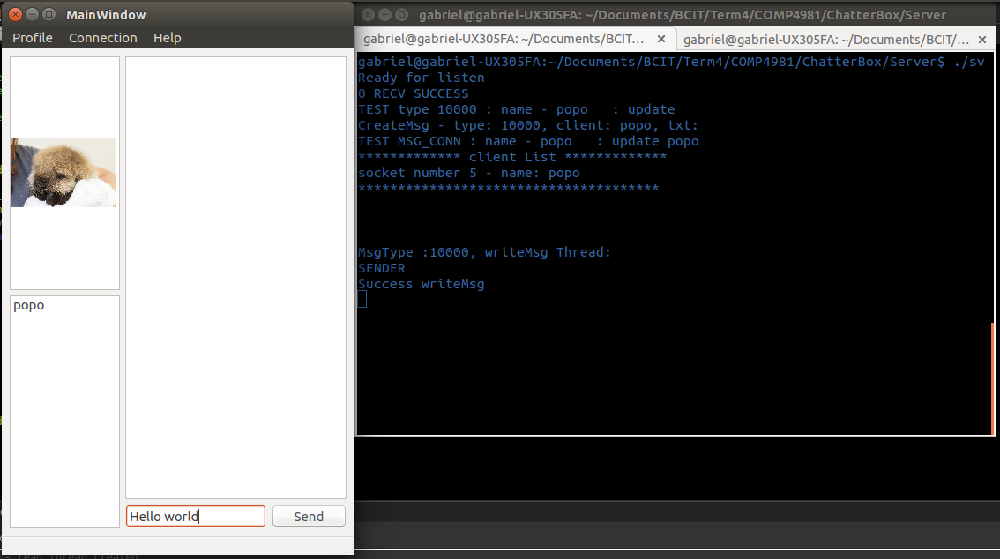 MainWindow
Profile Connection Help
popo
Hello world
Send
gabriel@gabriel-UX305FA: ~/Documents/BCIT/Term4/COMP4981/ChatterBox/Server
gabriel@gabriel-UX305FA: ~/Documents/BCIT... × gabriel@gabriel-UX305FA: ~/Documents/BCIT/... ×
gabriel@gabriel-UX305FA:~/Documents/BCIT/Term4/COMP4981/ChatterBox/Server$ ./sv
Ready for listen
0 RECV SUCCESS
TEST type 10000 : name - popo   : update
CreateMsg - type: 10000, client: popo, txt:
TEST MSG_CONN : name - popo   : update popo
************* client List *************
socket number 5 - name: popo
**************************************
MsgType :10000, writeMsg Thread:
SENDER
Success writeMsg